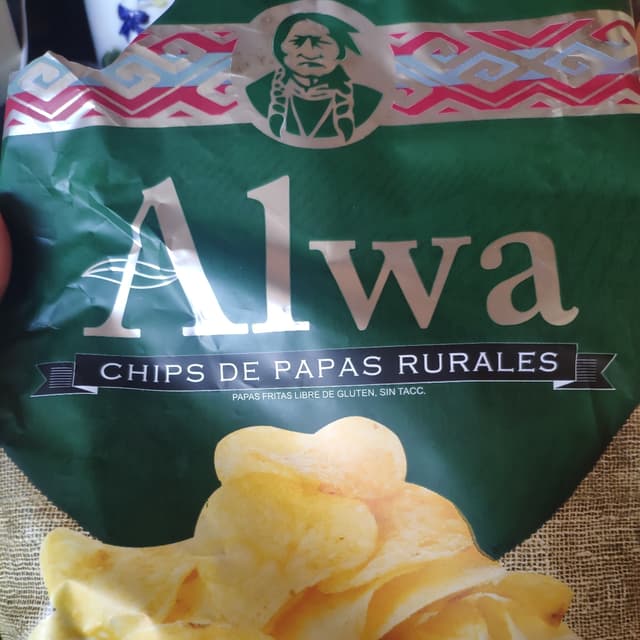 Alwa
CHIPS DE PAPAS RURALES
PAPAS FRITAS LIBRE DE GLUTEN, SIN TACC.